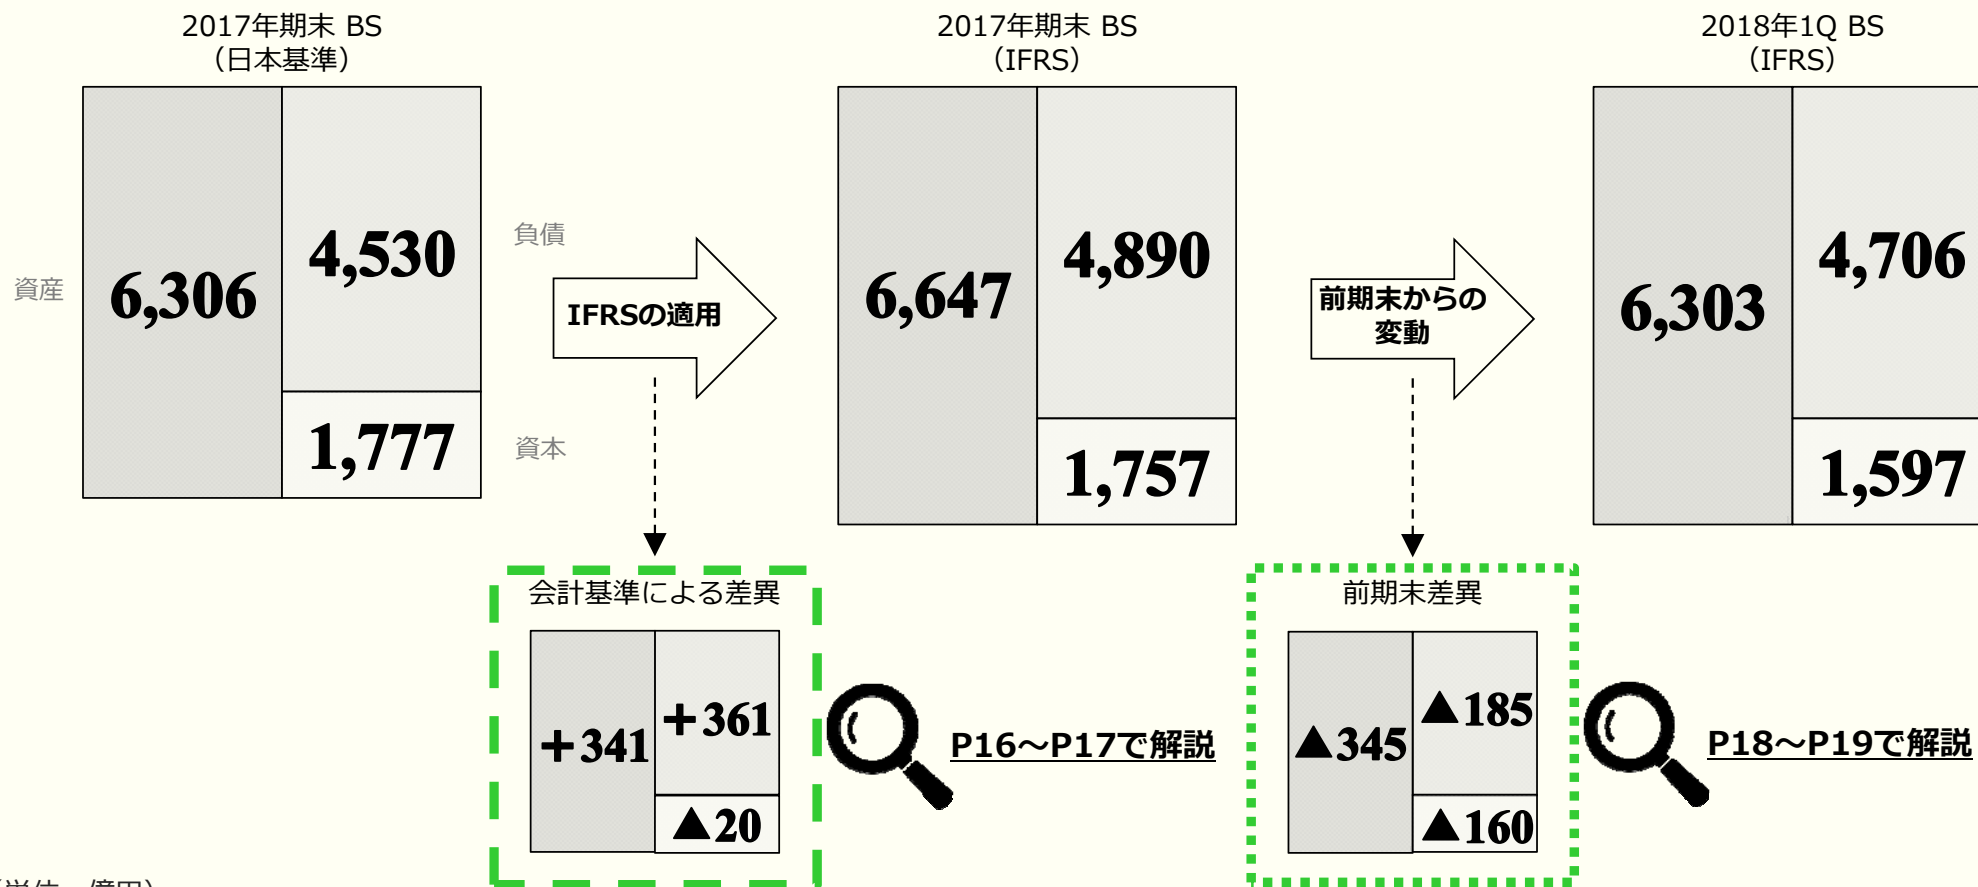 2017年期末 BS
（日本基準）
2017年期末 BS
（IFRS）
2018年1Q BS
（IFRS）
資産
6,306
4,530
1,777
負債
資本
IFRSの適用
6,647
4,890
1,757
前期末からの
変動
6,303
4,706
1,597
会計基準による差異
+341
+361
▲20
P16～P17で解説
前期末差異
▲345
▲185
▲160
P18～P19で解説